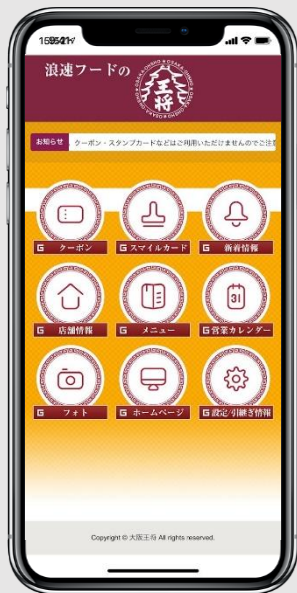 浪速フードの
王将
OSAKA OHSHO
お知らせ
クーポン・スタンプカードなどはご利用いただけませんのでご注
クーポン
スマイルカード
新着情報
店舗情報
メニュー
31
営業カレンダー
フォト
ホームページ
設定/引継ぎ情報
Copyright © 大阪王将 All rights reserved.